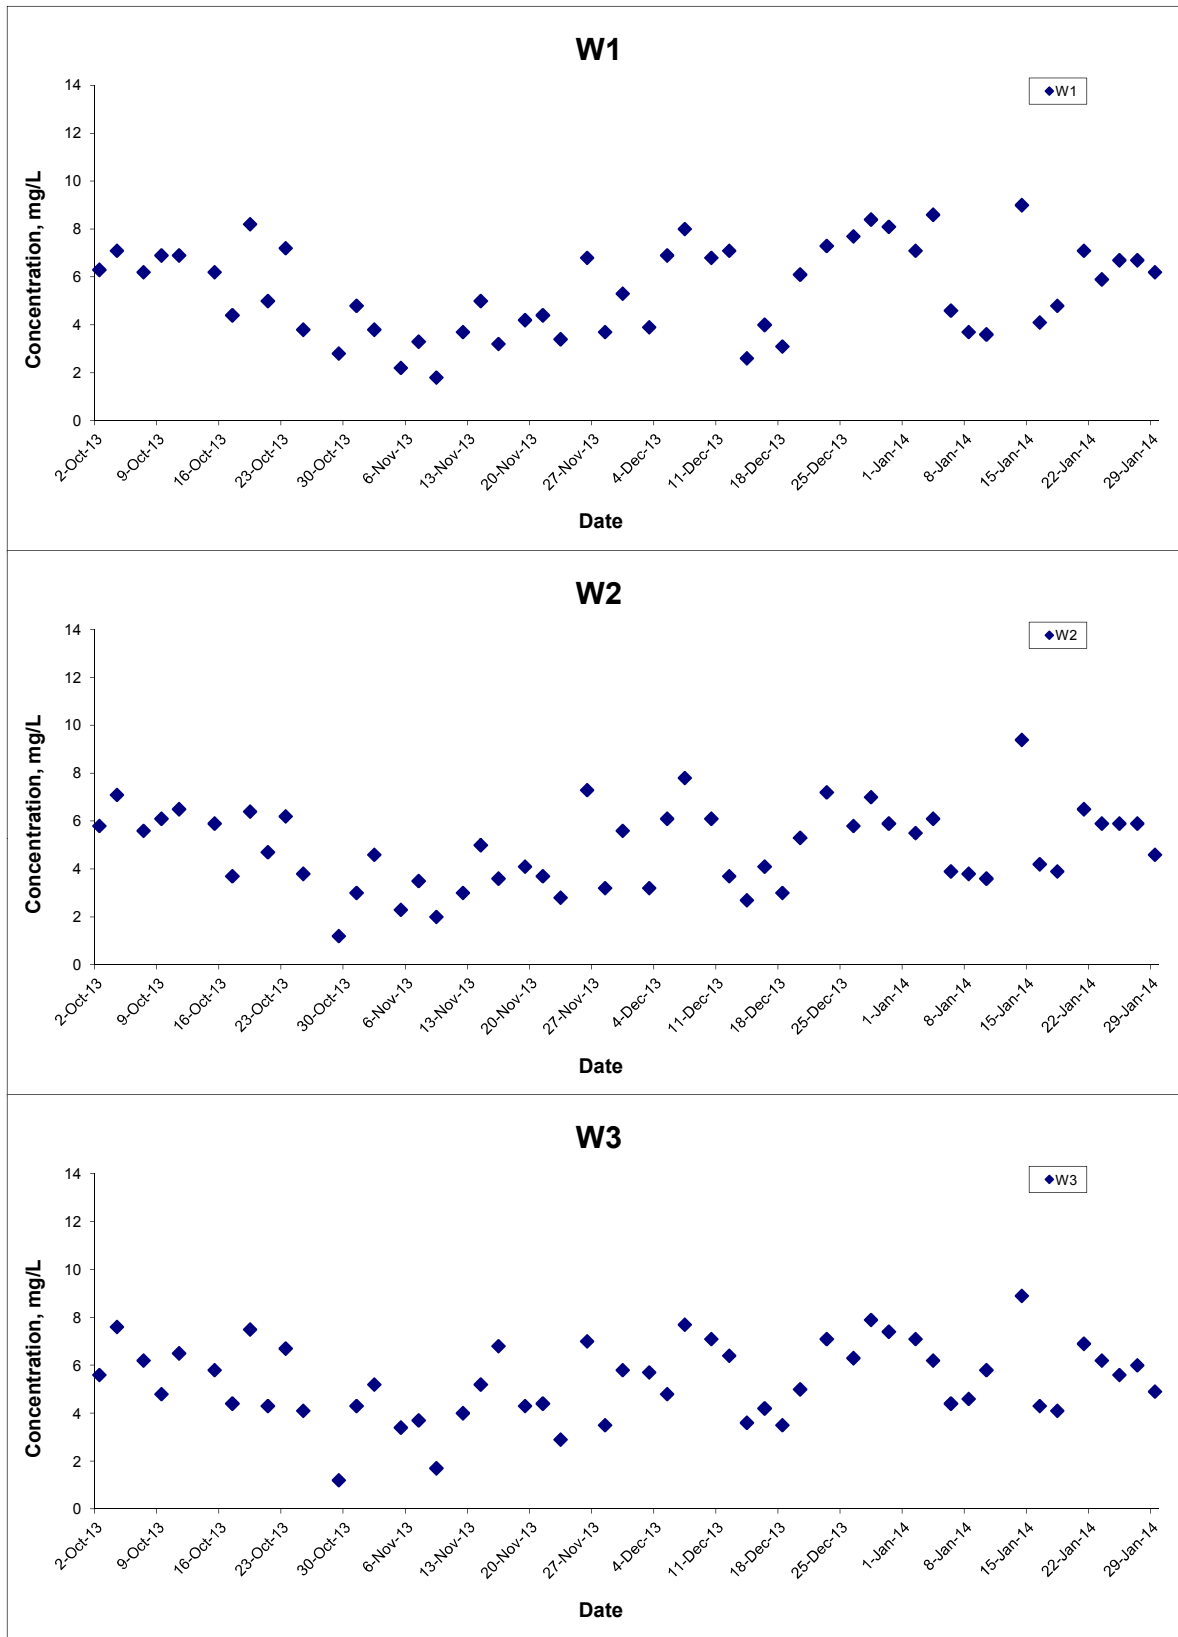 W1
W1
Concentration, mg/L
14
12
10
8
6
4
2
0
2-Oct-13
9-Oct-13
16-Oct-13
23-Oct-13
30-Oct-13
6-Nov-13
13-Nov-13
20-Nov-13
27-Nov-13
4-Dec-13
11-Dec-13
18-Dec-13
25-Dec-13
1-Jan-14
8-Jan-14
15-Jan-14
22-Jan-14
29-Jan-14
Date
W2
W2
Concentration, mg/L
14
12
10
8
6
4
2
0
2-Oct-13
9-Oct-13
16-Oct-13
23-Oct-13
30-Oct-13
6-Nov-13
13-Nov-13
20-Nov-13
27-Nov-13
4-Dec-13
11-Dec-13
18-Dec-13
25-Dec-13
1-Jan-14
8-Jan-14
15-Jan-14
22-Jan-14
29-Jan-14
Date
W3
W3
Concentration, mg/L
14
12
10
8
6
4
2
0
2-Oct-13
9-Oct-13
16-Oct-13
23-Oct-13
30-Oct-13
6-Nov-13
13-Nov-13
20-Nov-13
27-Nov-13
4-Dec-13
11-Dec-13
18-Dec-13
25-Dec-13
1-Jan-14
8-Jan-14
15-Jan-14
22-Jan-14
29-Jan-14
Date